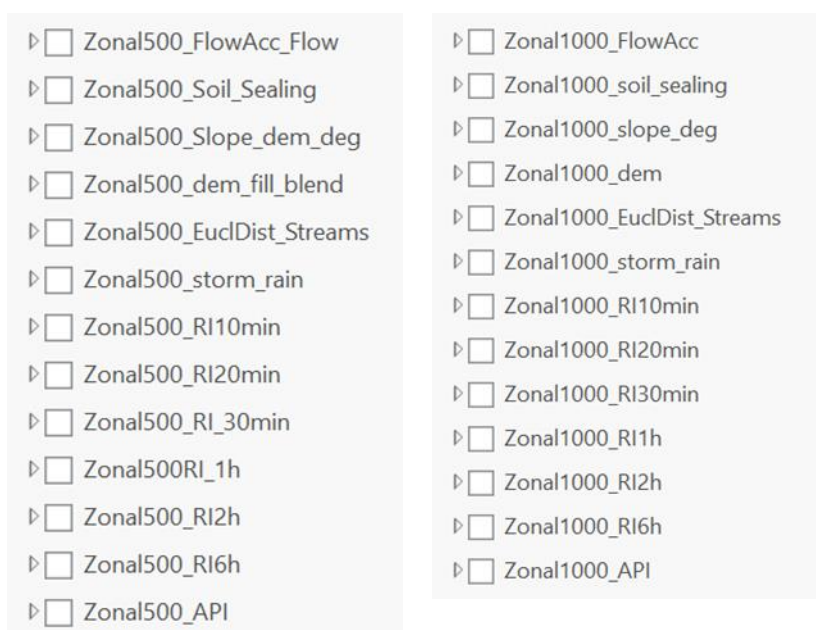 Zonal500_FlowAcc_Flow
Zonal500_Soil_Sealing
Zonal500_Slope_dem_deg
Zonal500_dem_fill_blend
Zonal500_EuclDist_Streams
Zonal500_storm_rain
Zonal500_RI10min
Zonal500_RI20min
Zonal500_RI_30min
Zonal500RI_1h
Zonal500_RI2h
Zonal500_RI6h
Zonal500_API
Zonal1000_FlowAcc
Zonal1000_soil_sealing
Zonal1000_slope_deg
Zonal1000_dem
Zonal1000_EuclDist_Streams
Zonal1000_storm_rain
Zonal1000_RI10min
Zonal1000_RI20min
Zonal1000_RI30min
Zonal1000_RI1h
Zonal1000_RI2h
Zonal1000_RI6h
Zonal1000_API